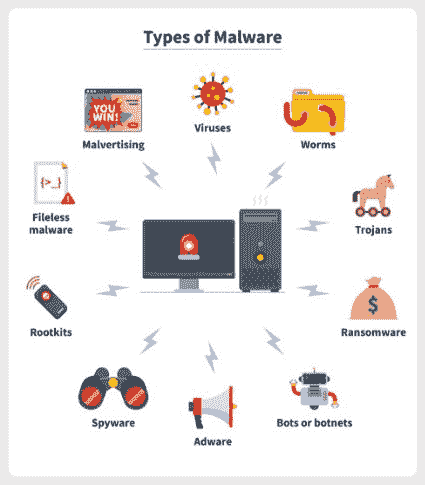 Types of Malware
YOU
WIN!
Malvertising
Viruses
Worms
Fileless
malware
Trojans
Rootkits
$
Ransomware
Spyware
Adware
Bots or botnets